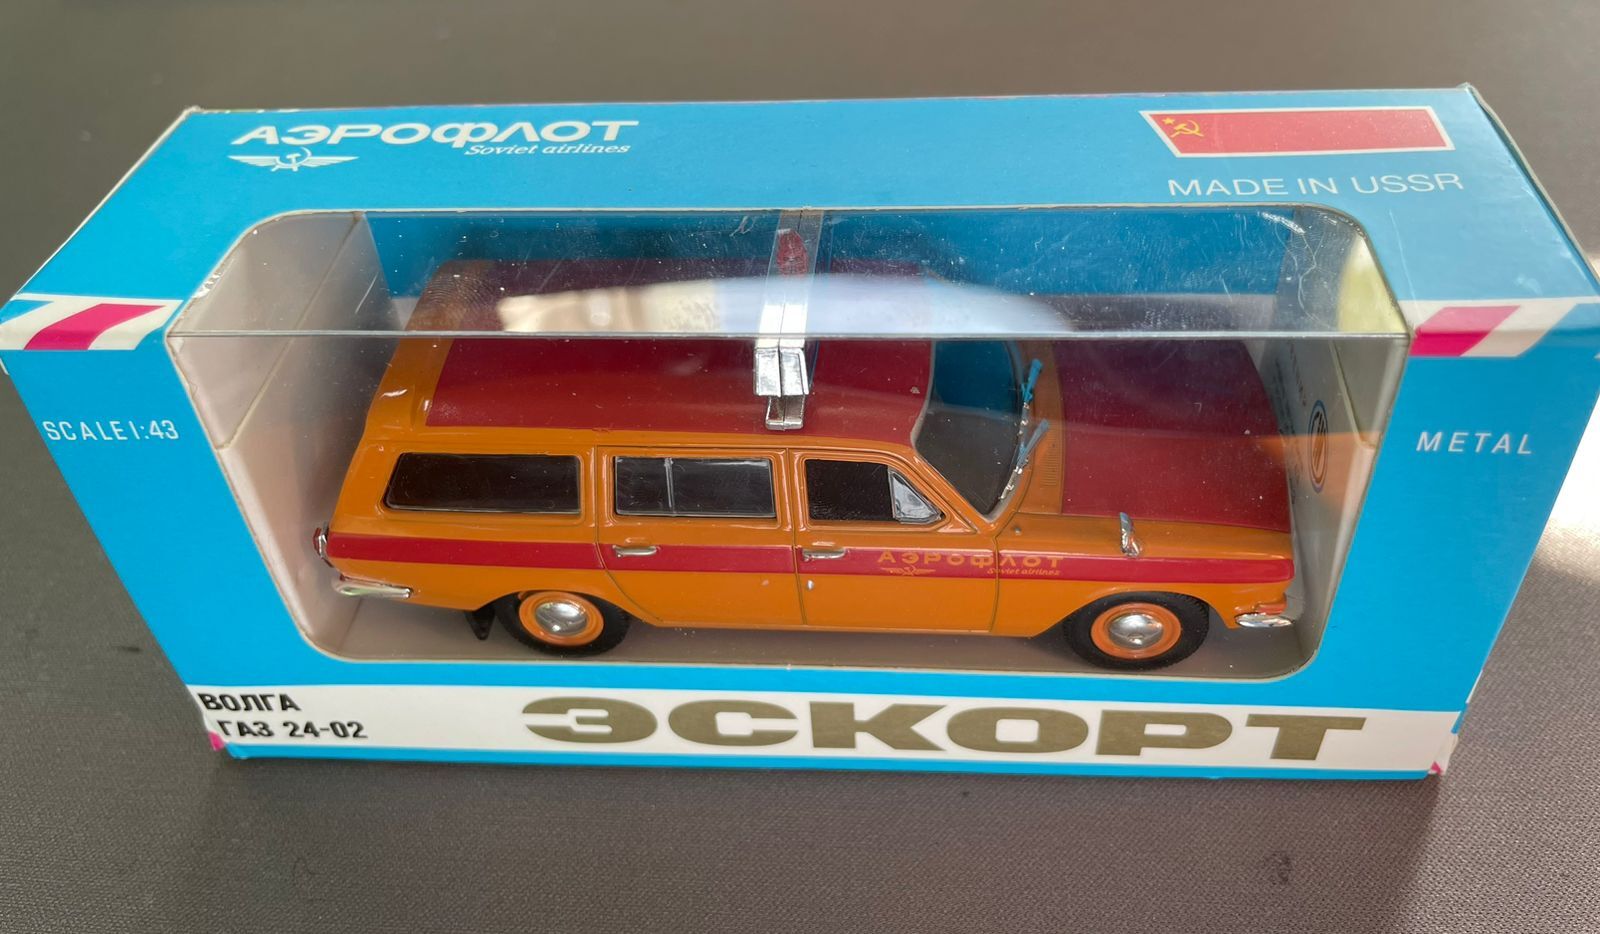 АЭРОФЛОТ
Soviet airlines
MADE IN USSR
SCALE 1:43
METAL
АЭРОФЛОТ
Soviet airlines
ВОЛГА
ГАЗ 24-02
ЭСКОРТ